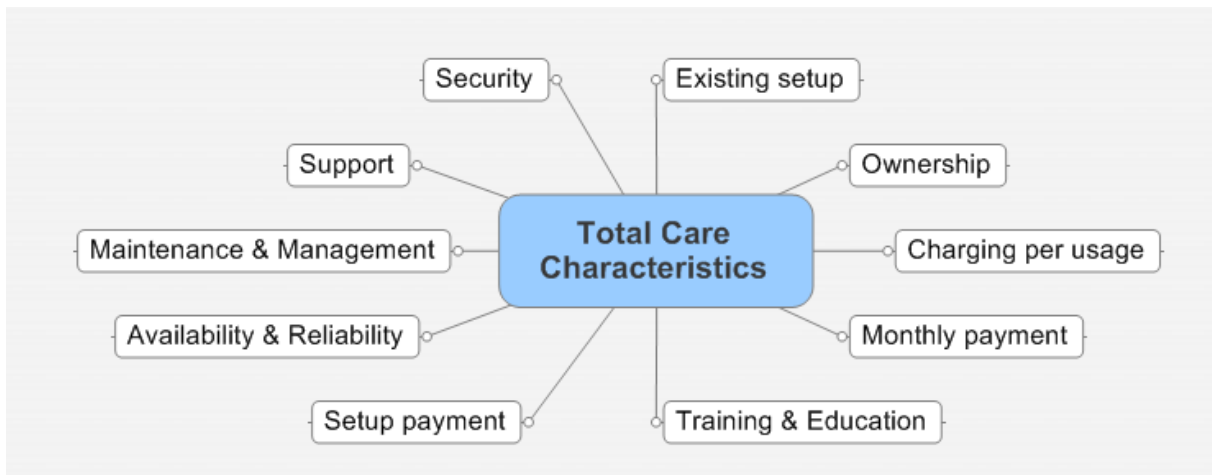 Security
Existing setup
Support
Ownership
Total Care
Characteristics
Maintenance & Management
Charging per usage
Availability & Reliability
Monthly payment
Setup payment
Training & Education